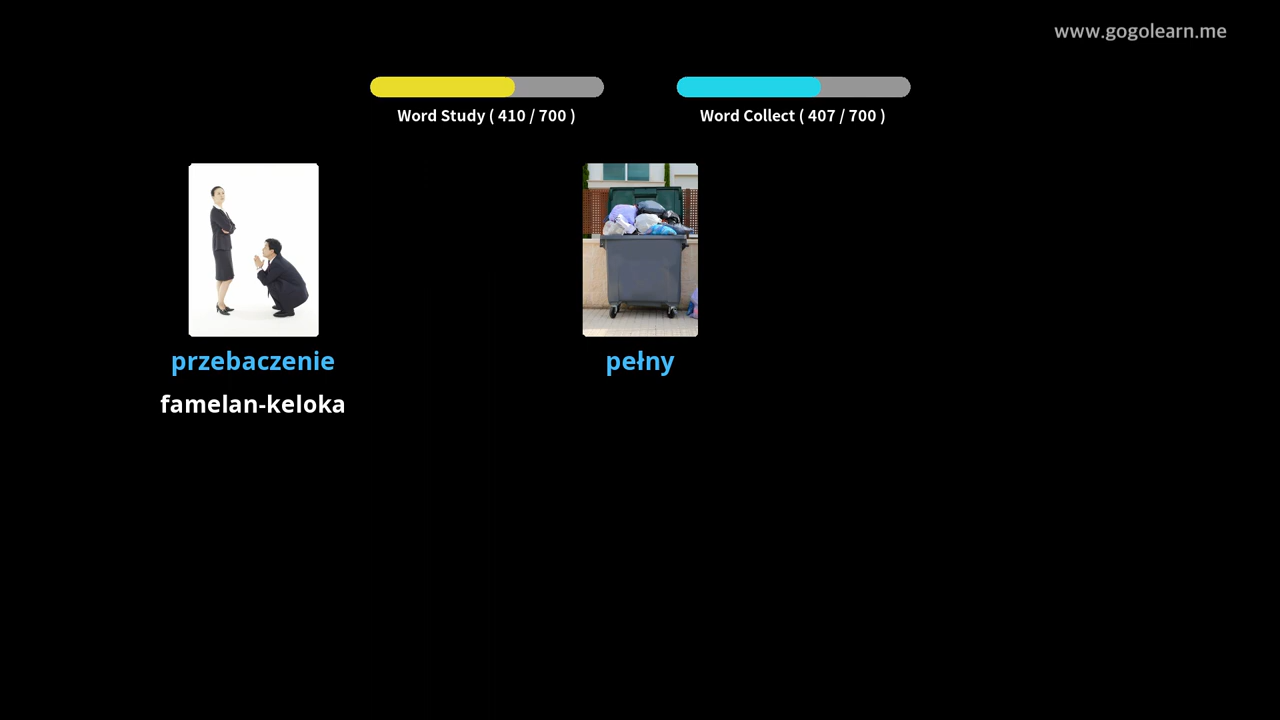 www.gogolearn.me
Word Study ( 410 / 700 )
Word Collect ( 407 / 700 )
przebaczenie
pełny
famelan-keloka